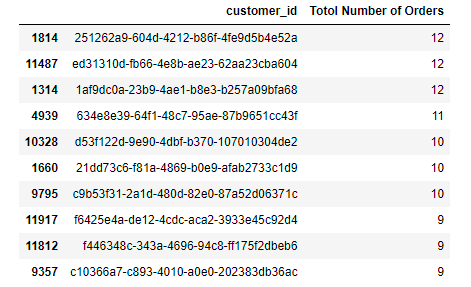 customer_id Totol Number of Orders
1814 251262a9-604d-4212-b86f-4fe9d5b4e52a 12
11487 ed31310d-fb66-4e8b-ae23-62aa23cba604 12
1314 1af9dc0a-23b9-4ae1-b8e3-b257a09bfa68 12
4939 634e8e39-64f1-48c7-95ae-87b9651cc43f 11
10328 d53f122d-9e90-4dbf-b370-107010304de2 10
1660 21dd73c6-f81a-4869-b0e9-afab2733c1d9 10
9795 c9b53f31-2a1d-480d-82e0-87a52d06371c 10
11917 f6425e4a-de12-4cdc-aca2-3933e45c92d4 9
11812 f446348c-343a-4696-94c8-ff175f2dbeb6 9
9357 c10366a7-c893-4010-a0e0-202383db36ac 9